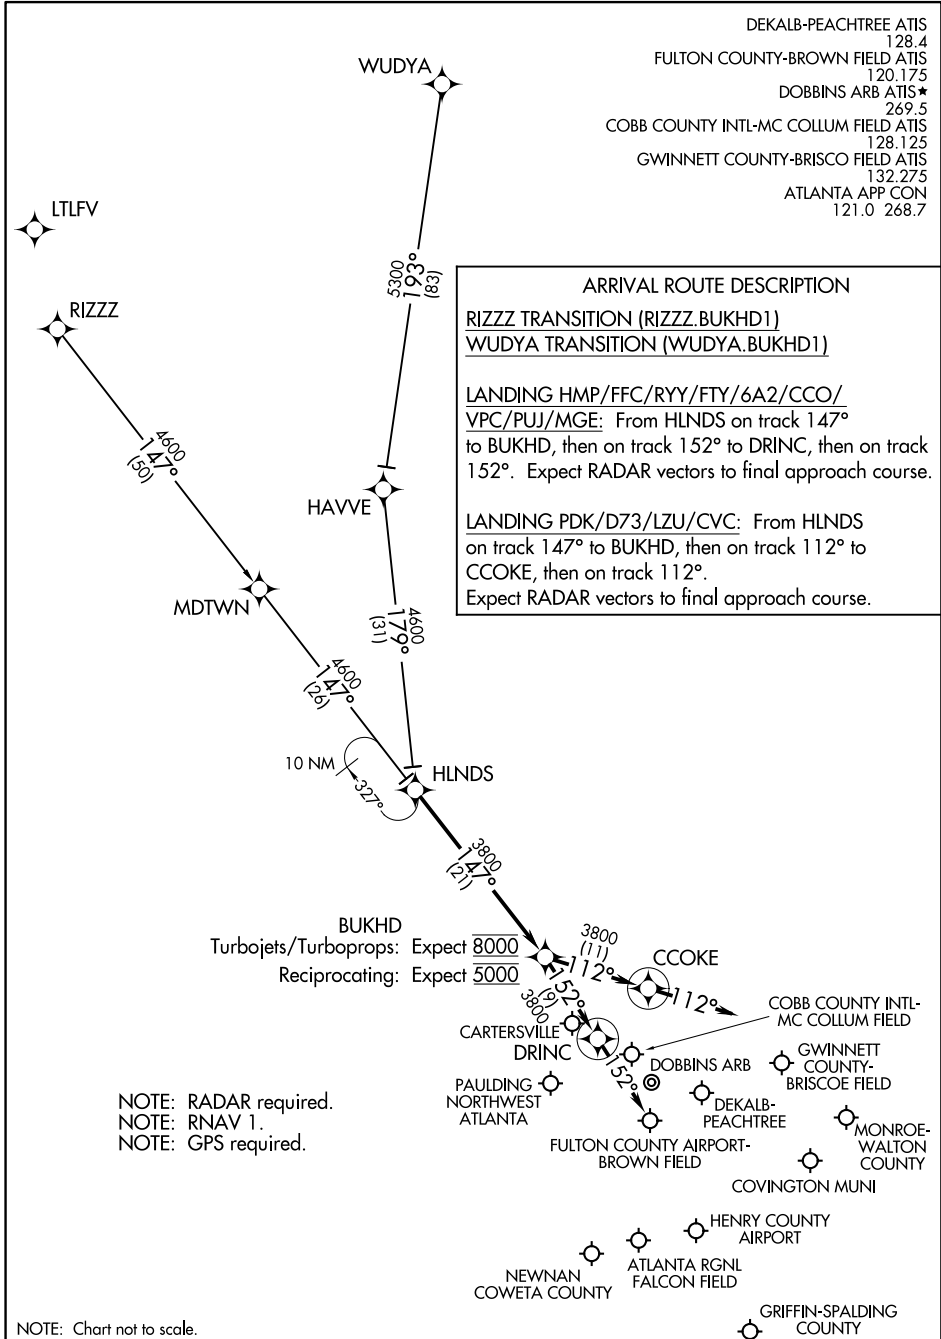 DEKALB-PEACHTREE ATIS
128.4
FULTON COUNTY-BROWN FIELD ATIS
120.175
DOBBINS ARB ATIS★
269.5
COBB COUNTY INTL-MC COLLUM FIELD ATIS
128.125
GWINNETT COUNTY-BRISCO FIELD ATIS
132.275
ATLANTA APP CON
121.0 268.7
WUDYA
LTLFV
RIZZZ
5300
193°
(83)
ARRIVAL ROUTE DESCRIPTION
RIZZZ TRANSITION (RIZZZ.BUKHD1)
WUDYA TRANSITION (WUDYA.BUKHD1)
LANDING HMP/FFC/RYY/FTY/6A2/CCO/
VPC/PUJ/MGE: From HLNDS on track 147°
to BUKHD, then on track 152° to DRINC, then on track
152°. Expect RADAR vectors to final approach course.
LANDING PDK/D73/LZU/CVC: From HLNDS
on track 147° to BUKHD, then on track 112° to
CCOKE, then on track 112°.
Expect RADAR vectors to final approach course.
4600
147°
(50)
HAVVE
MDTWN
4600
179°
(31)
4600
147°
(26)
10 NM
327°
HLNDS
3800
147°
(21)
BUKHD
Turbojets/Turboprops: Expect 8000
Reciprocating: Expect 5000
3800
(11)
112°
CCOKE
112°
152°
(9)
3800
CARTERSVILLE
DRINC
152°
COBB COUNTY INTL-
MC COLLUM FIELD
DOBBINS ARB
GWINNETT
COUNTY-
BRISCOE FIELD
PAULDING
NORTHWEST
ATLANTA
DEKALB-
PEACHTREE
NOTE: RADAR required.
NOTE: RNAV 1.
NOTE: GPS required.
FULTON COUNTY AIRPORT-
BROWN FIELD
MONROE-
WALTON
COUNTY
COVINGTON MUNI
HENRY COUNTY
AIRPORT
ATLANTA RGNL
FALCON FIELD
NEWNAN
COWETA COUNTY
GRIFFIN-SPALDING
COUNTY
NOTE: Chart not to scale.